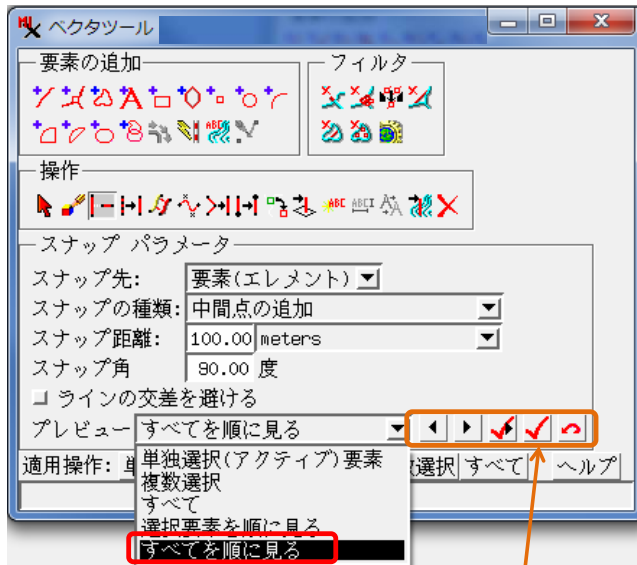 ベクタツール
要素の追加
フィルタ
操作
スナップ パラメータ
スナップ先: 要素(エレメント)
スナップの種類: 中間点の追加
スナップ距離: 100.00 meters
スナップ角 90.00 度
ラインの交差を避ける
プレビュー すべてを順に見る
適用操作: 単 選択 すべて ヘルプ
単独選択(アクティブ)要素
複数選択
すべて
選択要素を順に見る
すべてを順に見る